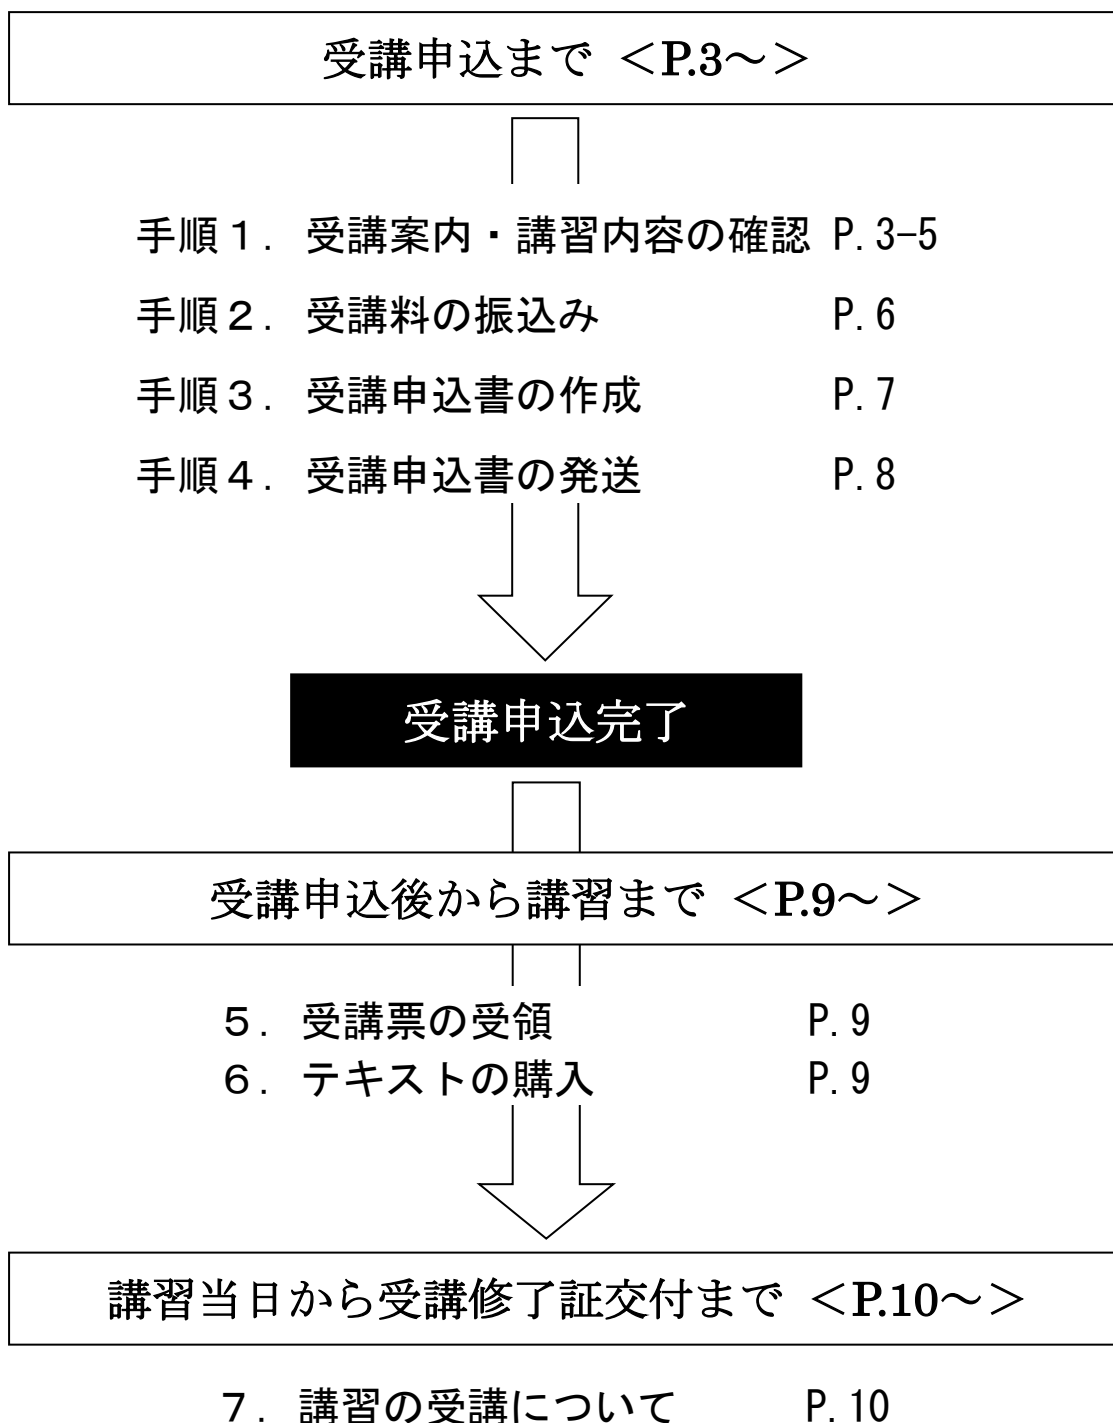 受講申込まで ＜P.3～＞
手順１．受講案内・講習内容の確認 P.3-5
手順２．受講料の振込み P.6
手順３．受講申込書の作成 P.7
手順４．受講申込書の発送 P.8
受講申込完了
受講申込後から講習まで ＜P.9～＞
５．受講票の受領 P.9
６．テキストの購入 P.9
講習当日から受講修了証交付まで ＜P.10～＞
７．講習の受講について P.10